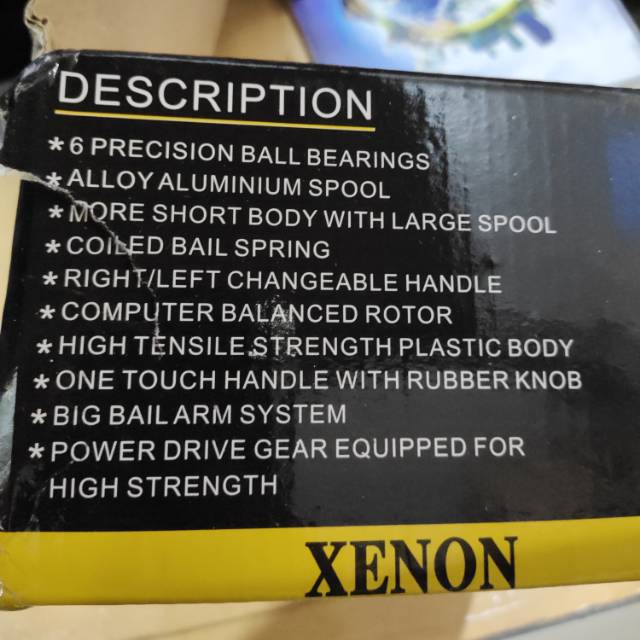 DESCRIPTION
*6 PRECISION BALL BEARINGS
*ALLOY ALUMINIUM SPOOL
*MORE SHORT BODY WITH LARGE SPOOL
*COILED BAIL SPRING
*RIGHT/LEFT CHANGEABLE HANDLE
*COMPUTER BALANCED ROTOR
*HIGH TENSILE STRENGTH PLASTIC BODY
*ONE TOUCH HANDLE WITH RUBBER KNOB
*BIG BAIL ARM SYSTEM
*POWER DRIVE GEAR EQUIPPED FOR
HIGH STRENGTH
XENON